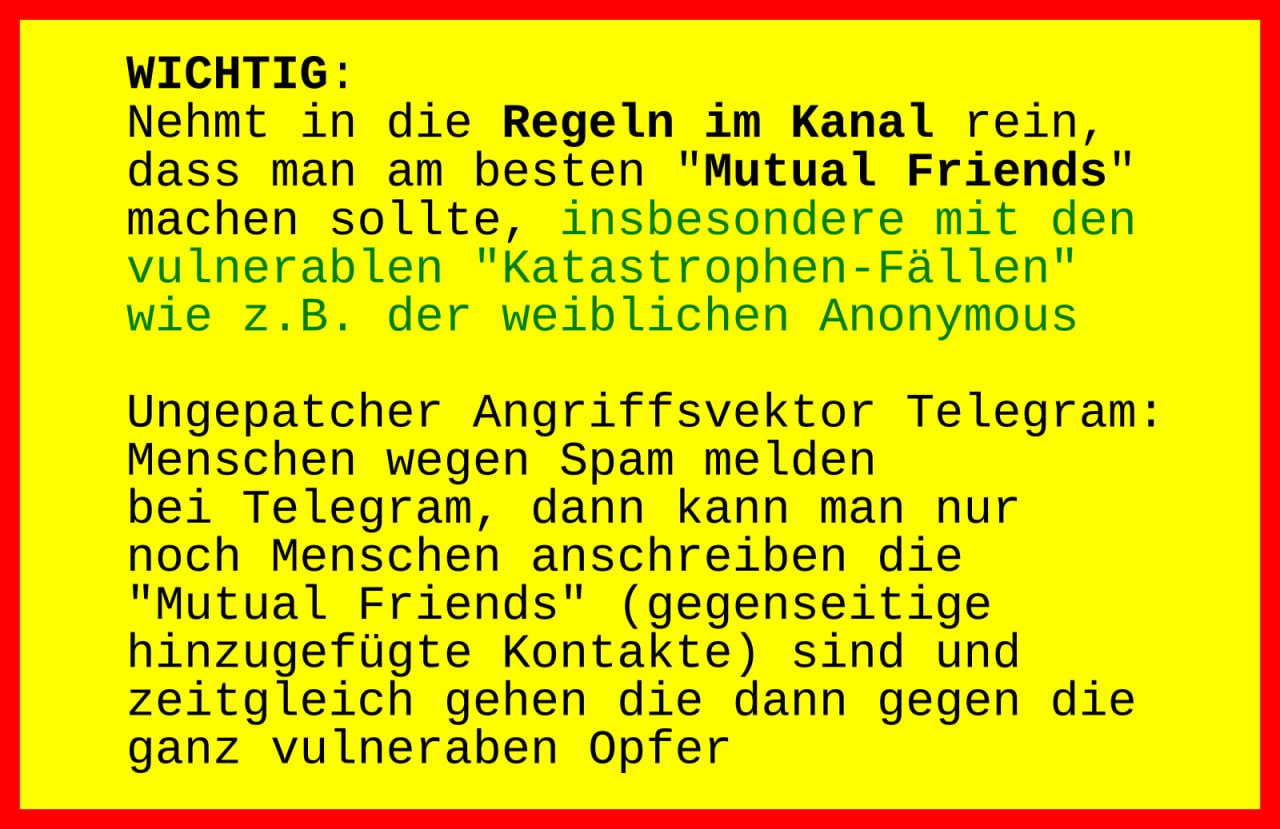 WICHTIG:
Nehmt in die Regeln im Kanal rein,
dass man am besten "Mutual Friends"
machen sollte, insbesondere mit den
vulnerablen "Katastrophen-Fällen"
wie z.B. der weiblichen Anonymous
Ungepatcher Angriffsvektor Telegram:
Menschen wegen Spam melden
bei Telegram, dann kann man nur
noch Menschen anschreiben die
"Mutual Friends" (gegenseitige
hinzugefügte Kontakte) sind und
zeitgleich gehen die dann gegen die
ganz vulneraben Opfer